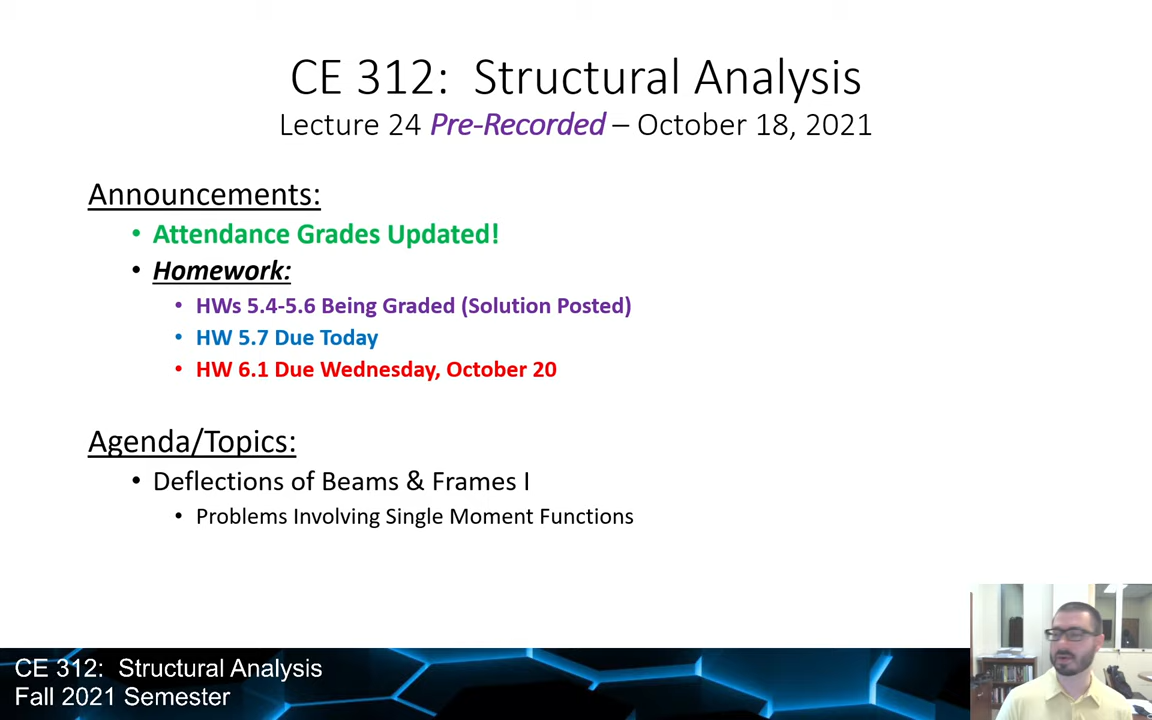 CE 312: Structural Analysis
Lecture 24 Pre-Recorded – October 18, 2021
Announcements:
• Attendance Grades Updated!
• Homework:
• HWs 5.4-5.6 Being Graded (Solution Posted)
• HW 5.7 Due Today
• HW 6.1 Due Wednesday, October 20
Agenda/Topics:
• Deflections of Beams & Frames I
• Problems Involving Single Moment Functions
CE 312: Structural Analysis
Fall 2021 Semester